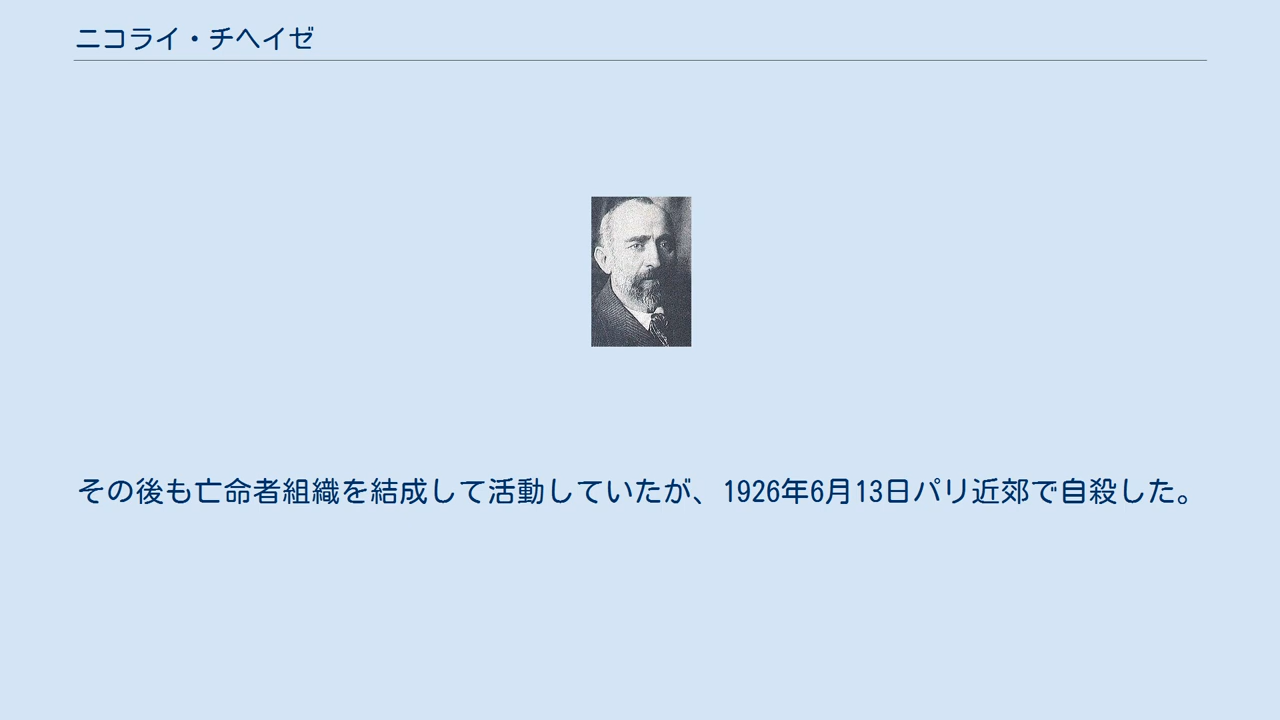 ニコライ・チヘイゼ
その後も亡命者組織を結成して活動していたが、1926年6月13日パリ近郊で自殺した。